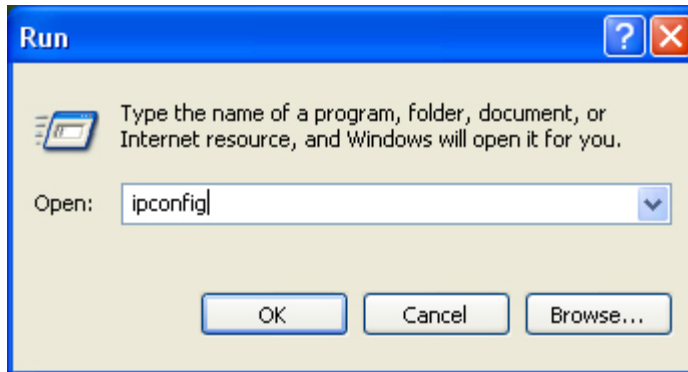 Run
Type the name of a program, folder, document, or
Internet resource, and Windows will open it for you.
Open: ipconfig
OK Cancel Browse...